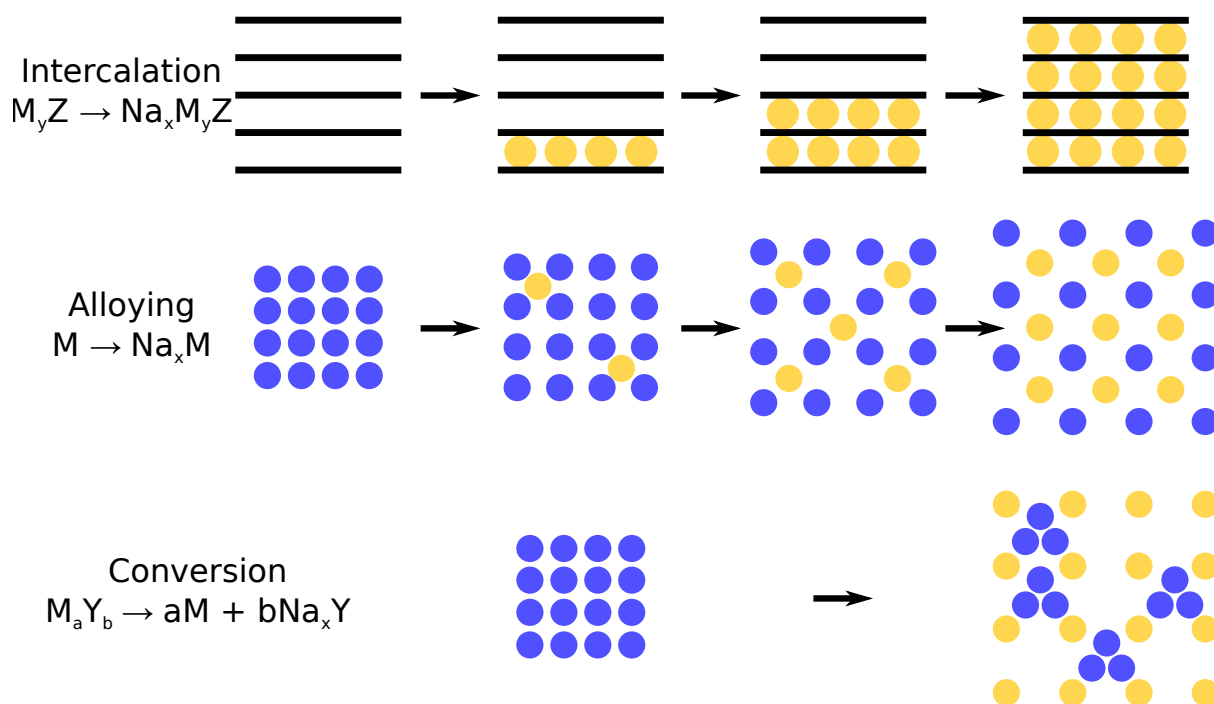 Intercalation
MyZ → NaxMyZ
Alloying
M → NaxM
Conversion
MaYb → aM + bNaxY